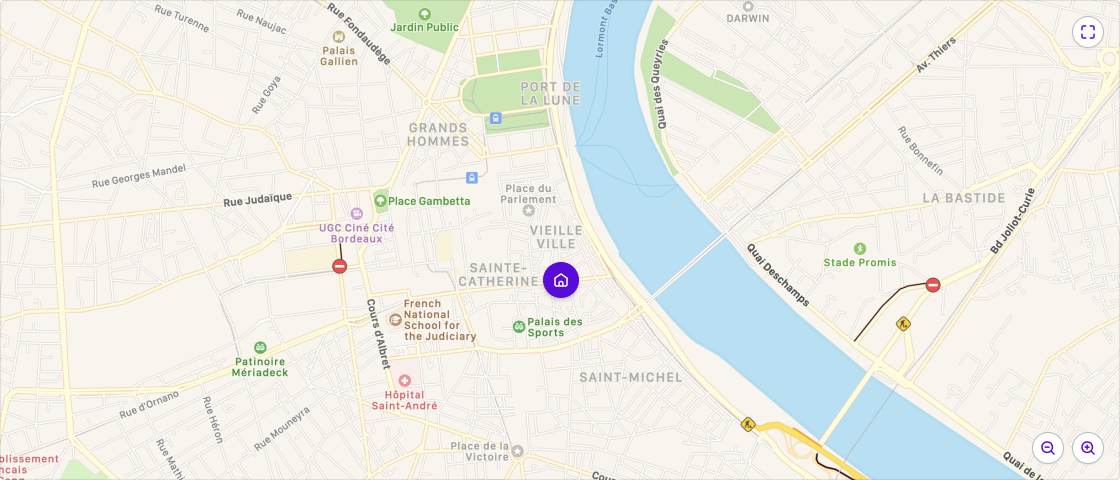 Rue Turenne
Rue Naujac
Rue Fondaudège
Jardin Public
Lormont Bas
DARWIN
Palais
Gallien
Av. Thiers
Quai des Queyries
Rue Goya
PORT DE
LA LUNE
GRANDS
HOMMES
Rue Bonnefin
Rue Georges Mandel
Rue Judaïque
Place Gambetta
Place du
Parlement
LA BASTIDE
UGC Ciné Cité
Bordeaux
VIEILLE
VILLE
Bd Joliot-Curie
Quai Deschamps
Stade Promis
SAINTE-
CATHERINE
French
National
School for
the Judiciary
Cours d'Albret
Palais des
Sports
Patinoire
Mériadeck
SAINT-MICHEL
Hôpital
Saint-André
Rue d'Ornano
Rue Héron
Rue Mouneyra
Rue Mathi
Place de la
Victoire
blissement
ncais
Cours
Quai de la